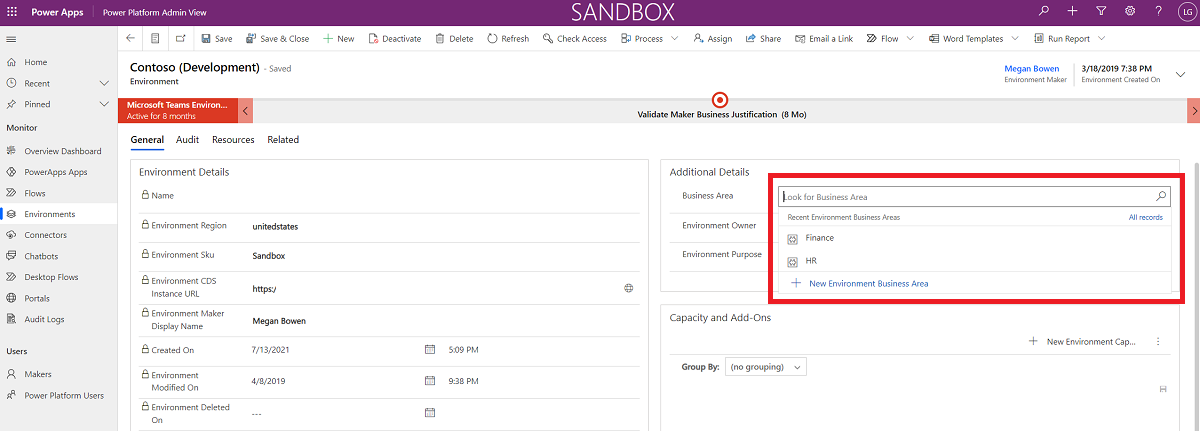 Power Apps
Power Platform Admin View
SANDBOX
LG
Save
Save & Close
New
Deactivate
Delete
Refresh
Check Access
Process
Assign
Share
Email a Link
Flow
Word Templates
Run Report
Home
Recent
Pinned
Monitor
Overview Dashboard
PowerApps Apps
Flows
Environments
Connectors
Chatbots
Desktop Flows
Portals
Audit Logs
Users
Makers
Power Platform Users
Contoso (Development) - Saved
Environment
Megan Bowen
Environment Maker
3/18/2019 7:38 PM
Environment Created On
Microsoft Teams Environ...
Active for 8 months
Validate Maker Business Justification (8 Mo)
General
Audit
Resources
Related
Environment Details
Name
Environment Region
unitedstates
Environment Sku
Sandbox
Environment CDS
Instance URL
https:/
Environment Maker
Display Name
Megan Bowen
Created On
7/13/2021
5:09 PM
Environment
Modified On
4/8/2019
9:38 PM
Environment Deleted
On
---
Additional Details
Business Area
Look for Business Area
Recent Environment Business Areas
All records
Environment Owner
Finance
Environment Purpose
HR
New Environment Business Area
Capacity and Add-Ons
New Environment Cap...
Group By:
(no grouping)